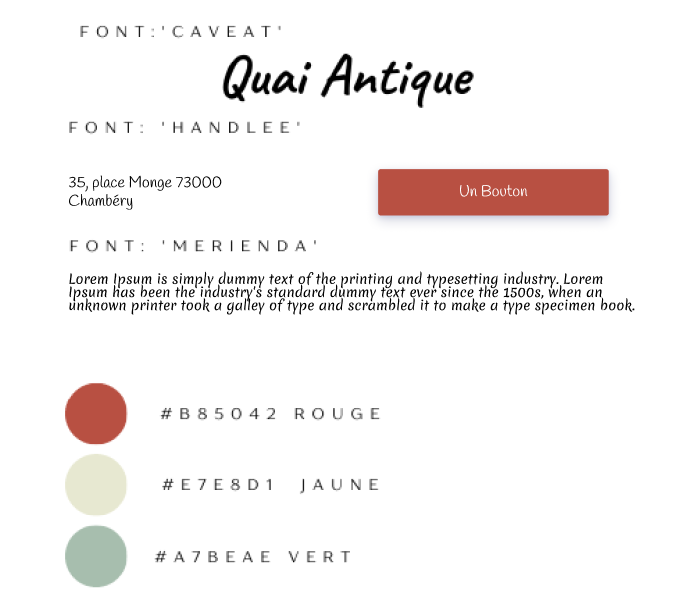 FONT:'CAVEAT'
Quai Antique
FONT: 'HANDLEE'
35, place Monge 73000
Chambéry
Un Bouton
FONT: 'MERIENDA'
Lorem Ipsum is simply dummy text of the printing and typesetting industry. Lorem
Ipsum has been the industry's standard dummy text ever since the 1500s, when an
unknown printer took a galley of type and scrambled it to make a type specimen book.
#B85042 ROUGE
#E7E8D1 JAUNE
#A7BEAE VERT